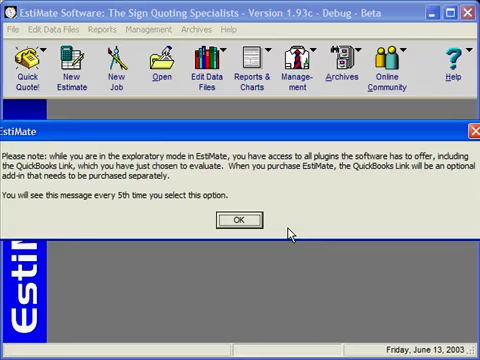 EstiMate Software: The Sign Quoting Specialists - Version 1.93c - Debug - Beta
File Edit Data Files Reports Management Archives Help
Quick Quote!
New Estimate
New Job
Open
Edit Data Files
Reports & Charts
Manage-ment
Archives
Online Community
Help
EstiMate
Please note: while you are in the exploratory mode in EstiMate, you have access to all plugins the software has to offer, including
the QuickBooks Link, which you have just chosen to evaluate. When you purchase EstiMate, the QuickBooks Link will be an optional
add-in that needs to be purchased separately.
You will see this message every 5th time you select this option.
OK
Esti
Friday, June 13, 2003